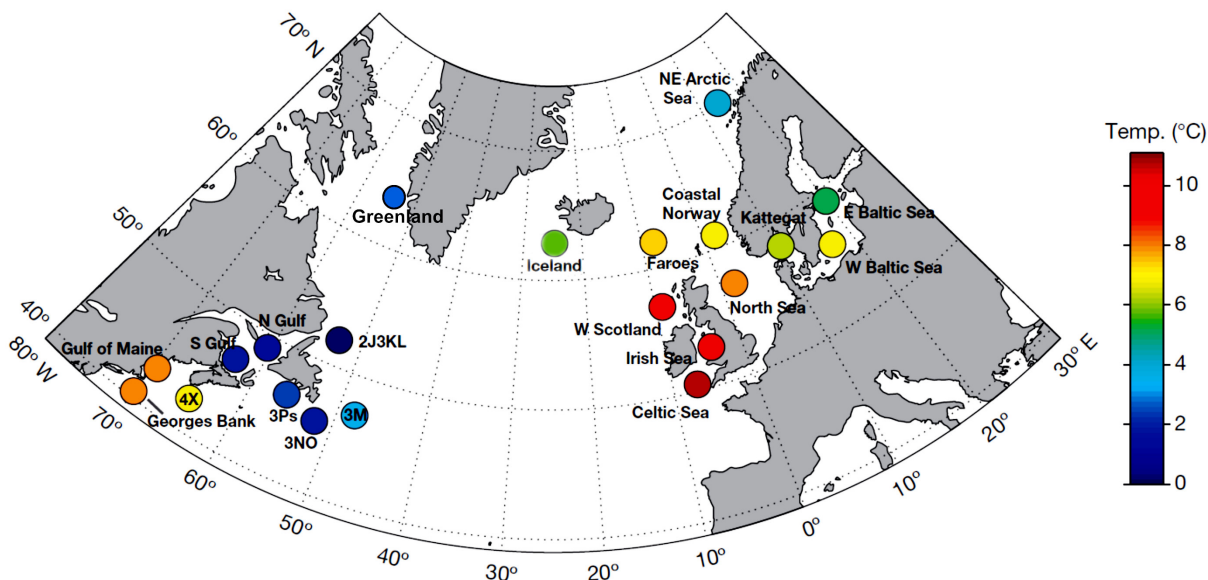 70° N
60°
50°
40°
80° W
70°
60°
50°
40°
30°
20°
10°
0°
10°
20°
30° E
NE Arctic
Sea
Greenland
Coastal
Norway
Kattegat
E Baltic Sea
W Baltic Sea
Iceland
Faroes
North Sea
W Scotland
Irish Sea
Celtic Sea
N Gulf
S Gulf
2J3KL
Gulf of Maine
4X
Georges Bank
3Ps
3M
3NO
Temp. (°C)
10
8
6
4
2
0